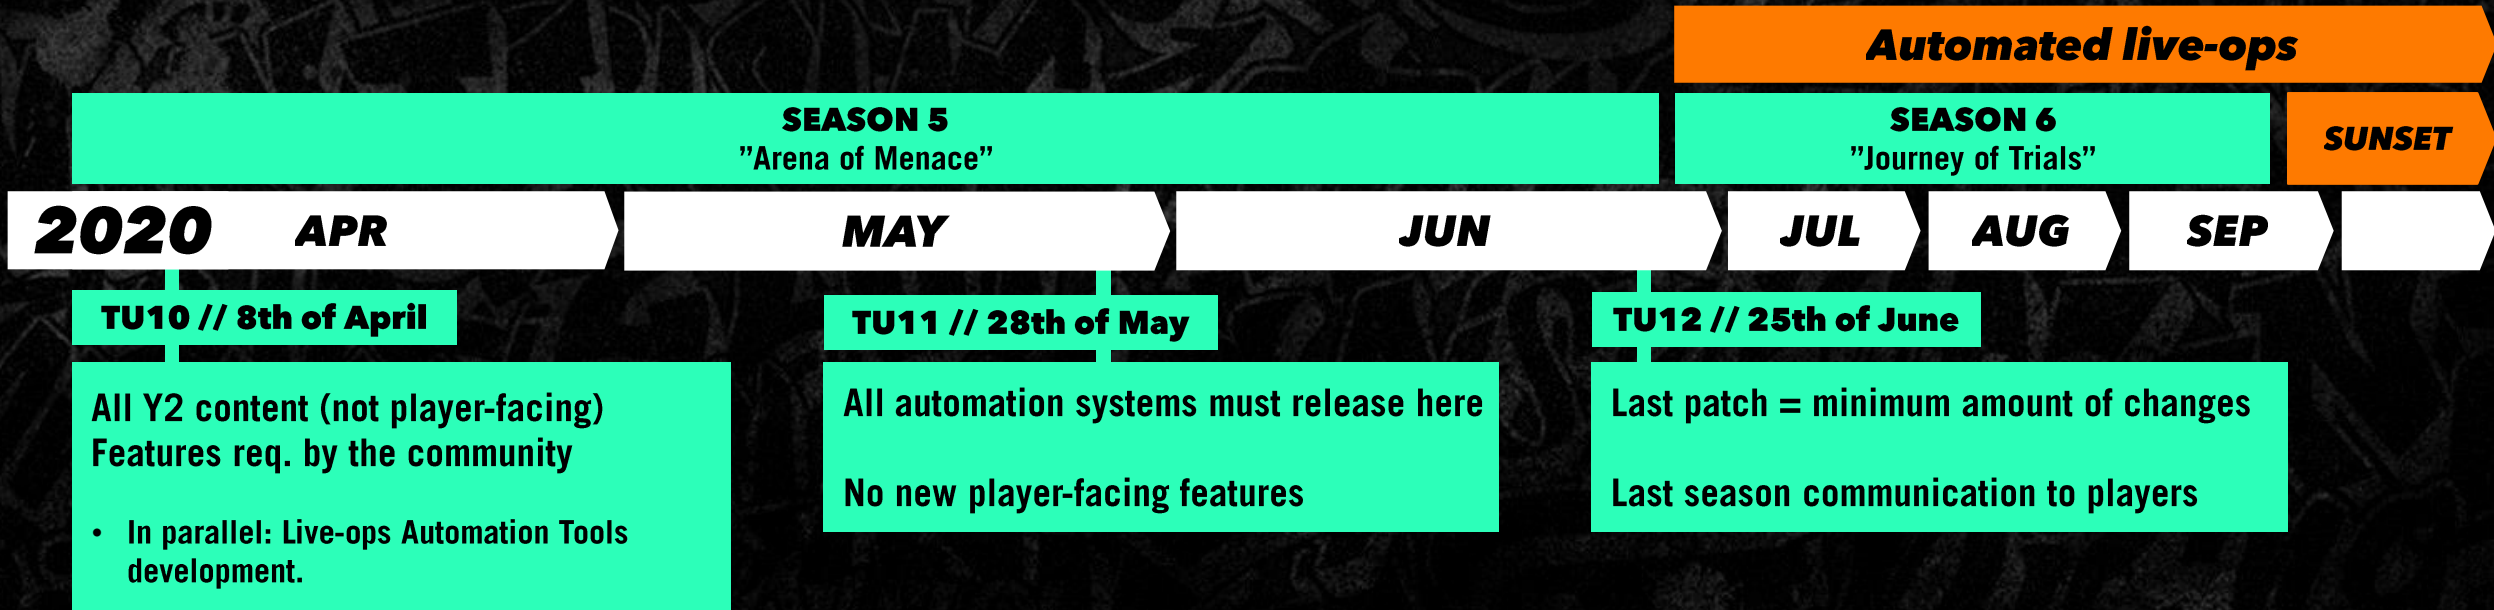 Automated live-ops
SEASON 5
”Arena of Menace”
SEASON 6
”Journey of Trials”
SUNSET
2020
APR
MAY
JUN
JUL
AUG
SEP
TU10 // 8th of April
All Y2 content (not player-facing)
Features req. by the community
• In parallel: Live-ops Automation Tools
development.
TU11 // 28th of May
All automation systems must release here
No new player-facing features
TU12 // 25th of June
Last patch = minimum amount of changes
Last season communication to players